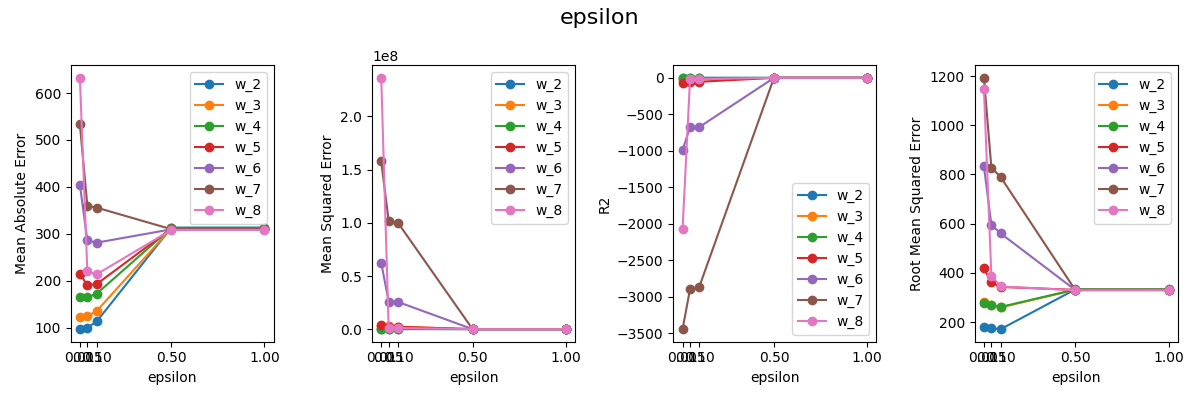 epsilon
Mean Absolute Error
600
500
400
300
200
100
0.50
1.00
epsilon
w_2
w_3
w_4
w_5
w_6
w_7
w_8
1e8
Mean Squared Error
2.0
1.5
1.0
0.5
0.0
0.50
1.00
epsilon
w_2
w_3
w_4
w_5
w_6
w_7
w_8
R2
0
−500
−1000
−1500
−2000
−2500
−3000
−3500
0.50
1.00
epsilon
w_2
w_3
w_4
w_5
w_6
w_7
w_8
Root Mean Squared Error
1200
1000
800
600
400
200
0.50
1.00
epsilon
w_2
w_3
w_4
w_5
w_6
w_7
w_8